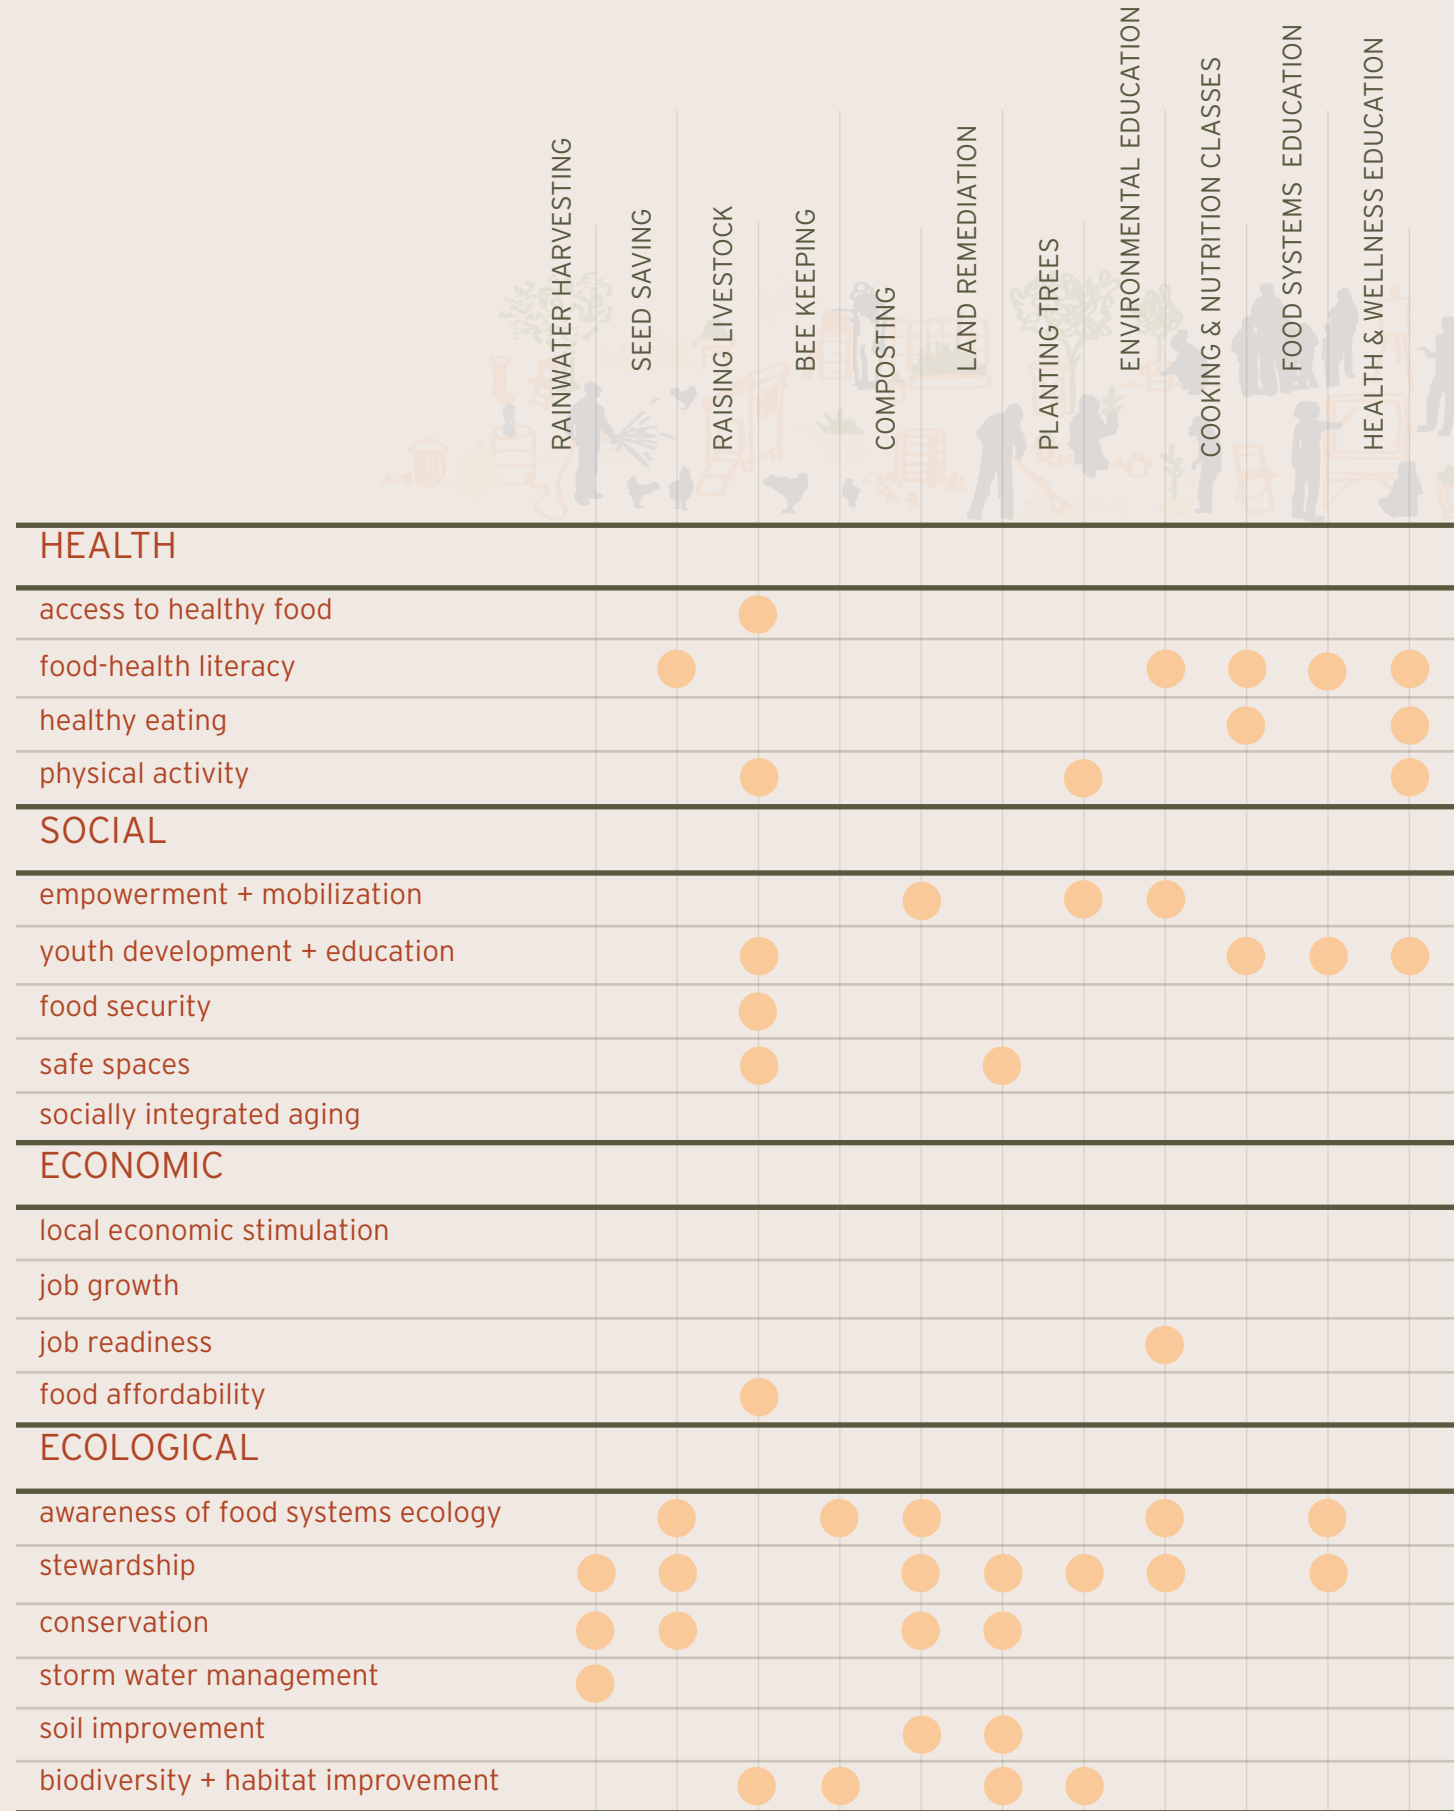 RAINWATER HARVESTING
SEED SAVING
RAISING LIVESTOCK
BEE KEEPING
COMPOSTING
LAND REMEDIATION
PLANTING TREES
ENVIRONMENTAL EDUCATION
COOKING & NUTRITION CLASSES
FOOD SYSTEMS EDUCATION
HEALTH & WELLNESS EDUCATION
HEALTH
access to healthy food
food-health literacy
healthy eating
physical activity
SOCIAL
empowerment + mobilization
youth development + education
food security
safe spaces
socially integrated aging
ECONOMIC
local economic stimulation
job growth
job readiness
food affordability
ECOLOGICAL
awareness of food systems ecology
stewardship
conservation
storm water management
soil improvement
biodiversity + habitat improvement